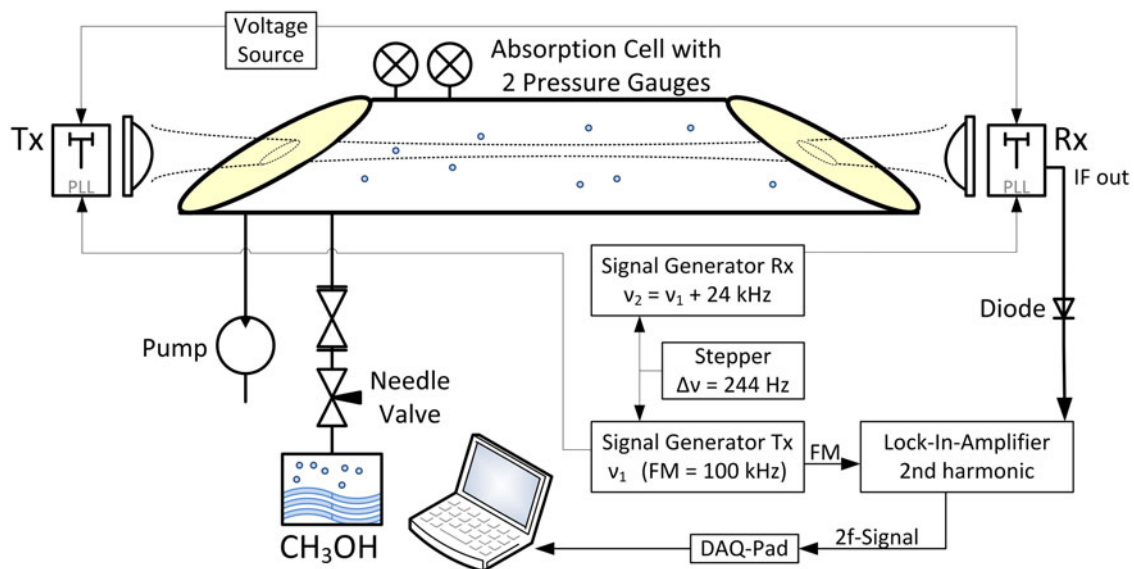 Voltage
Source
Absorption Cell with
2 Pressure Gauges
Tx
PLL
Rx
PLL
IF out
Signal Generator Rx
ν₂ = ν₁ + 24 kHz
Diode
Pump
Stepper
Δν = 244 Hz
Needle
Valve
Signal Generator Tx
ν₁ (FM = 100 kHz)
FM
Lock-In-Amplifier
2nd harmonic
CH₃OH
DAQ-Pad
2f-Signal